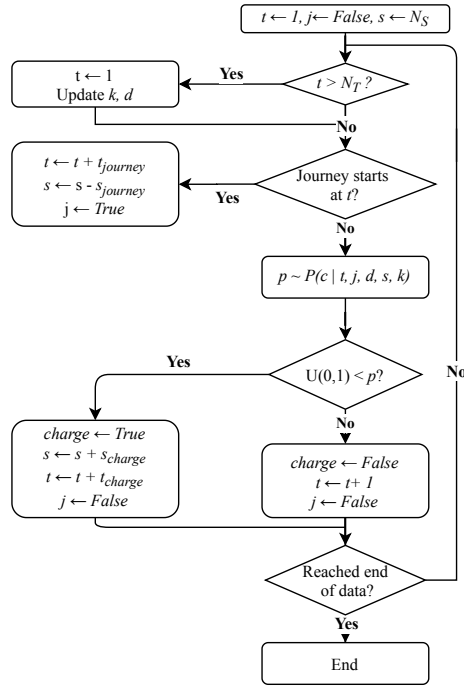 t ← 1, j← False, s ← N_S
Yes
t > N_T ?
t ← 1
Update k, d
No
t ← t + t_journey
s ← s - s_journey
j ← True
Yes
Journey starts
at t?
No
p ~ P(c | t, j, d, s, k)
Yes
U(0,1) < p?
No
No
charge ← True
s ← s + s_charge
t ← t + t_charge
j ← False
charge ← False
t ← t+ 1
j ← False
Reached end
of data?
Yes
End